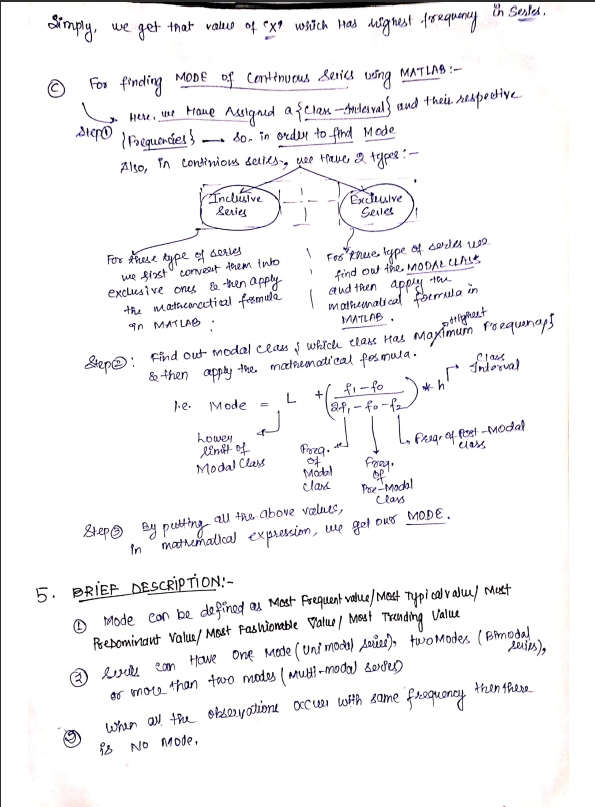 Simply, we get that value of "X" which Has highest frequency in Series.
(C) For finding MODE of Continuous Series using MATLAB:-
Here, we Have Assigned a {Class-Interval} and their respective
Step① {Frequencies} → So, in order to find Mode
Also, in continious series, we Have 2 types:-
Inclusive Series
Exclusive Series
For these type of series
we first convert them into
exclusive ones & then apply
the mathematical formula
in MATLAB :
For these type of series we
find out the MODAL CLASS
and then apply the
mathematical formula in
MATLAB.
Step②: Find out modal class { which class Has Maximum Frequency}
Highest
& then apply the mathematical formula.
i.e. Mode = L + (f1-f0 / 2f1-f0-f2) * h
Class Interval
Lower limit of Modal Class
Freq. of Modal Class
Freq. of Pre-Modal Class
Freq. of Post-Modal Class
Step③ By putting all the above values,
in mathematical expression, we get our MODE.
5. BRIEF DESCRIPTION:-
① Mode can be defined as Most Frequent value/Most Typical value/ Most
PreDominant Value/ Most Fashionable Value/ Most Trending Value
② Series can Have One Mode (Uni modal series), two Modes (Bimodal series),
or more than two modes (Multi-modal series)
③ When all the observations occur with same frequency then there
is No Mode.